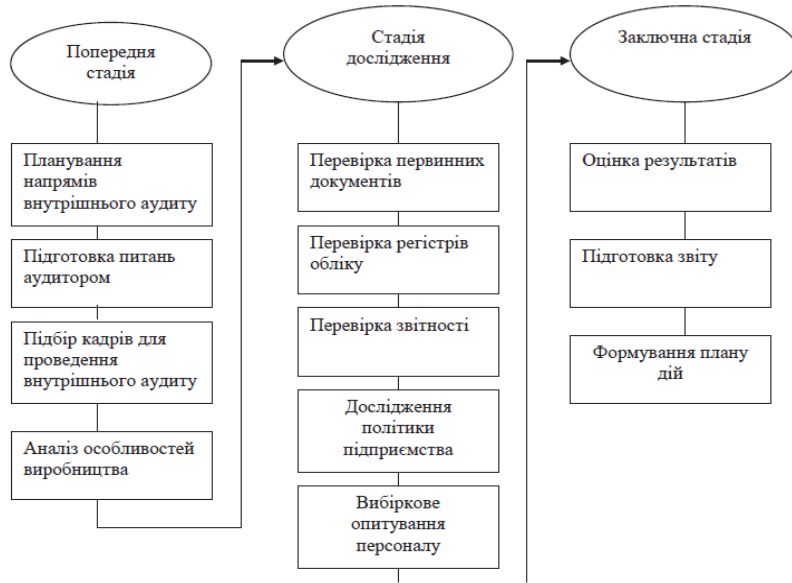 Попередня
стадія
Планування
напрямів
внутрішнього аудиту
Підготовка питань
аудитором
Підбір кадрів для
проведення
внутрішнього аудиту
Аналіз особливостей
виробництва
Стадія
дослідження
Перевірка первинних
документів
Перевірка регістрів
обліку
Перевірка звітності
Дослідження
політики
підприємства
Вибіркове
опитування
персоналу
Заключна стадія
Оцінка результатів
Підготовка звіту
Формування плану
дій